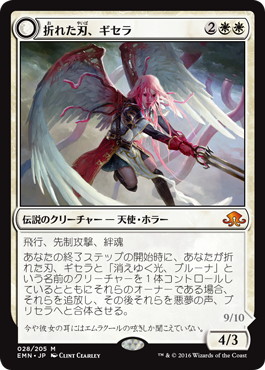 折れた刃、ギセラ
お やいば
2
伝説のクリーチャー — 天使・ホラー
飛行、先制攻撃、絆魂
あなたの終了ステップの開始時に、あなたが折
れた刃、ギセラと「消えゆく光、ブルーナ」と
いう名前のクリーチャーを1体コントロールし
ているとともにそれらのオーナーである場合、
それらを追放し、その後それらを悪夢の声、ブ
リセラへと合体させる。
9/10
今や彼女の耳にはエムラクールの呟きしか聞こえていない。
4/3
028/205 M
EMN • JP CLINT CEARLEY
™ & © 2016 Wizards of the Coast